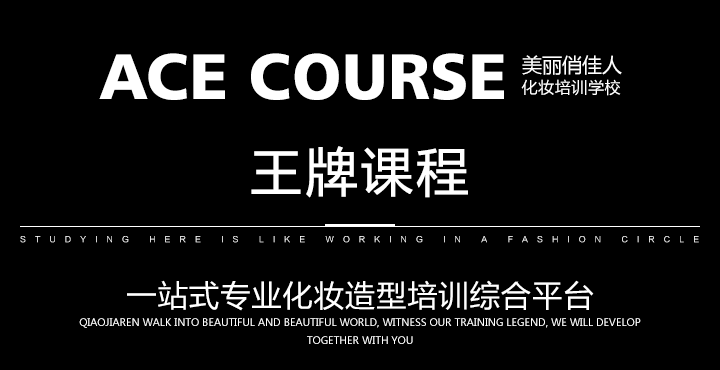 ACE COURSE
美丽俏佳人
化妆培训学校
王牌课程
STUDYING HERE IS LIKE WORKING IN A FASHION CIRCLE
一站式专业化妆造型培训综合平台
QIAOJIAREN WALK INTO BEAUTIFUL AND BEAUTIFUL WORLD, WITNESS OUR TRAINING LEGEND, WE WILL DEVELOP
TOGETHER WITH YOU